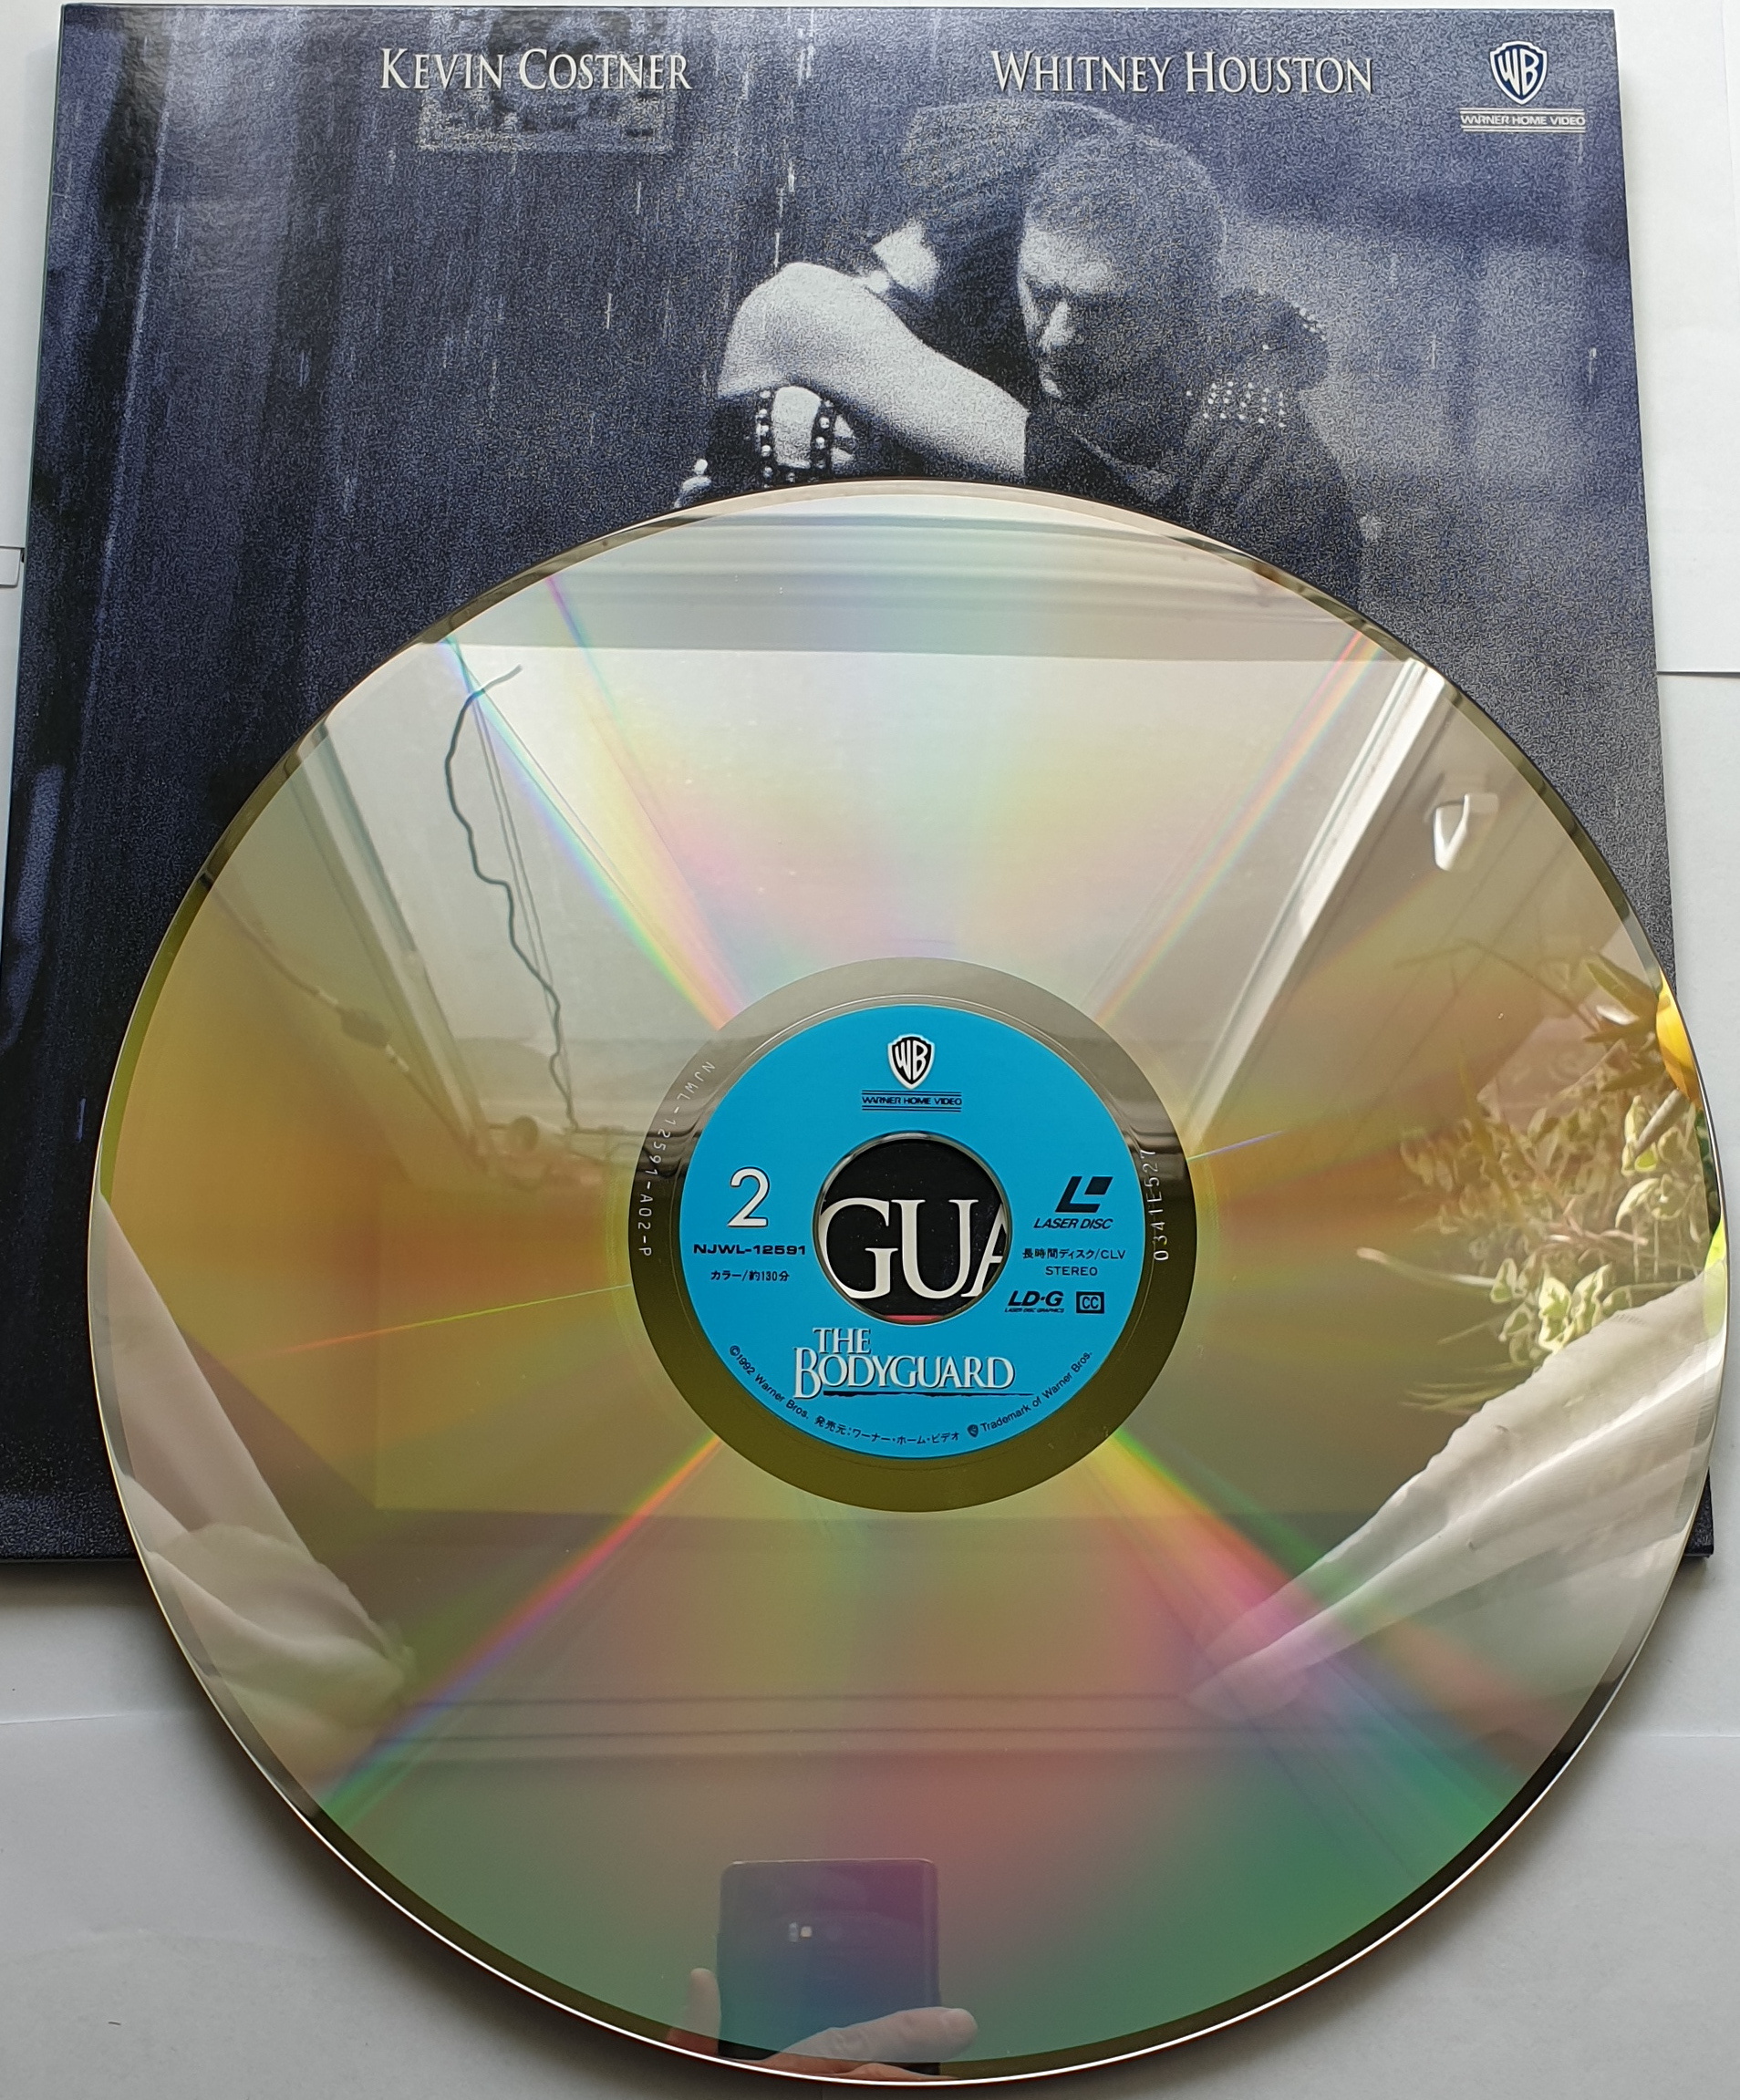 KEVIN COSTNER
WHITNEY HOUSTON
WB
WARNER HOME VIDEO
WB
WARNER HOME VIDEO
NJWL-12591-A02-P
2
NJWL-12591
カラー/約130分
GUA
LASER DISC
長時間ディスク/CLV
STEREO
LD·G
LASER DISC GRAPHICS
CC
0341E527
THE
BODYGUARD
©1992 Warner Bros. 発売元:ワーナー・ホーム・ビデオ Trademark of Warner Bros.